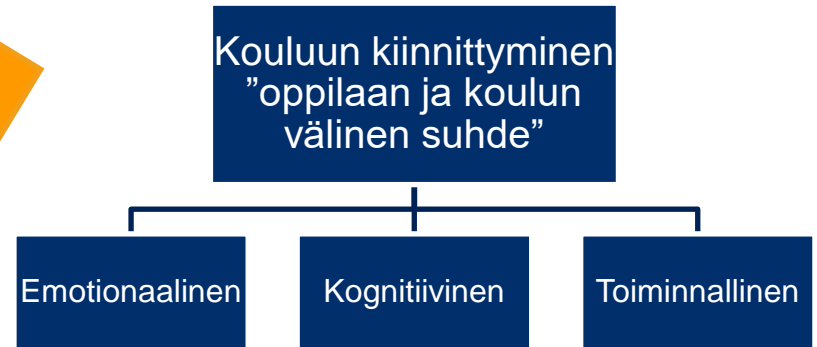 Kouluun kiinnittyminen
”oppilaan ja koulun
välinen suhde”
Emotionaalinen
Kognitiivinen
Toiminnallinen